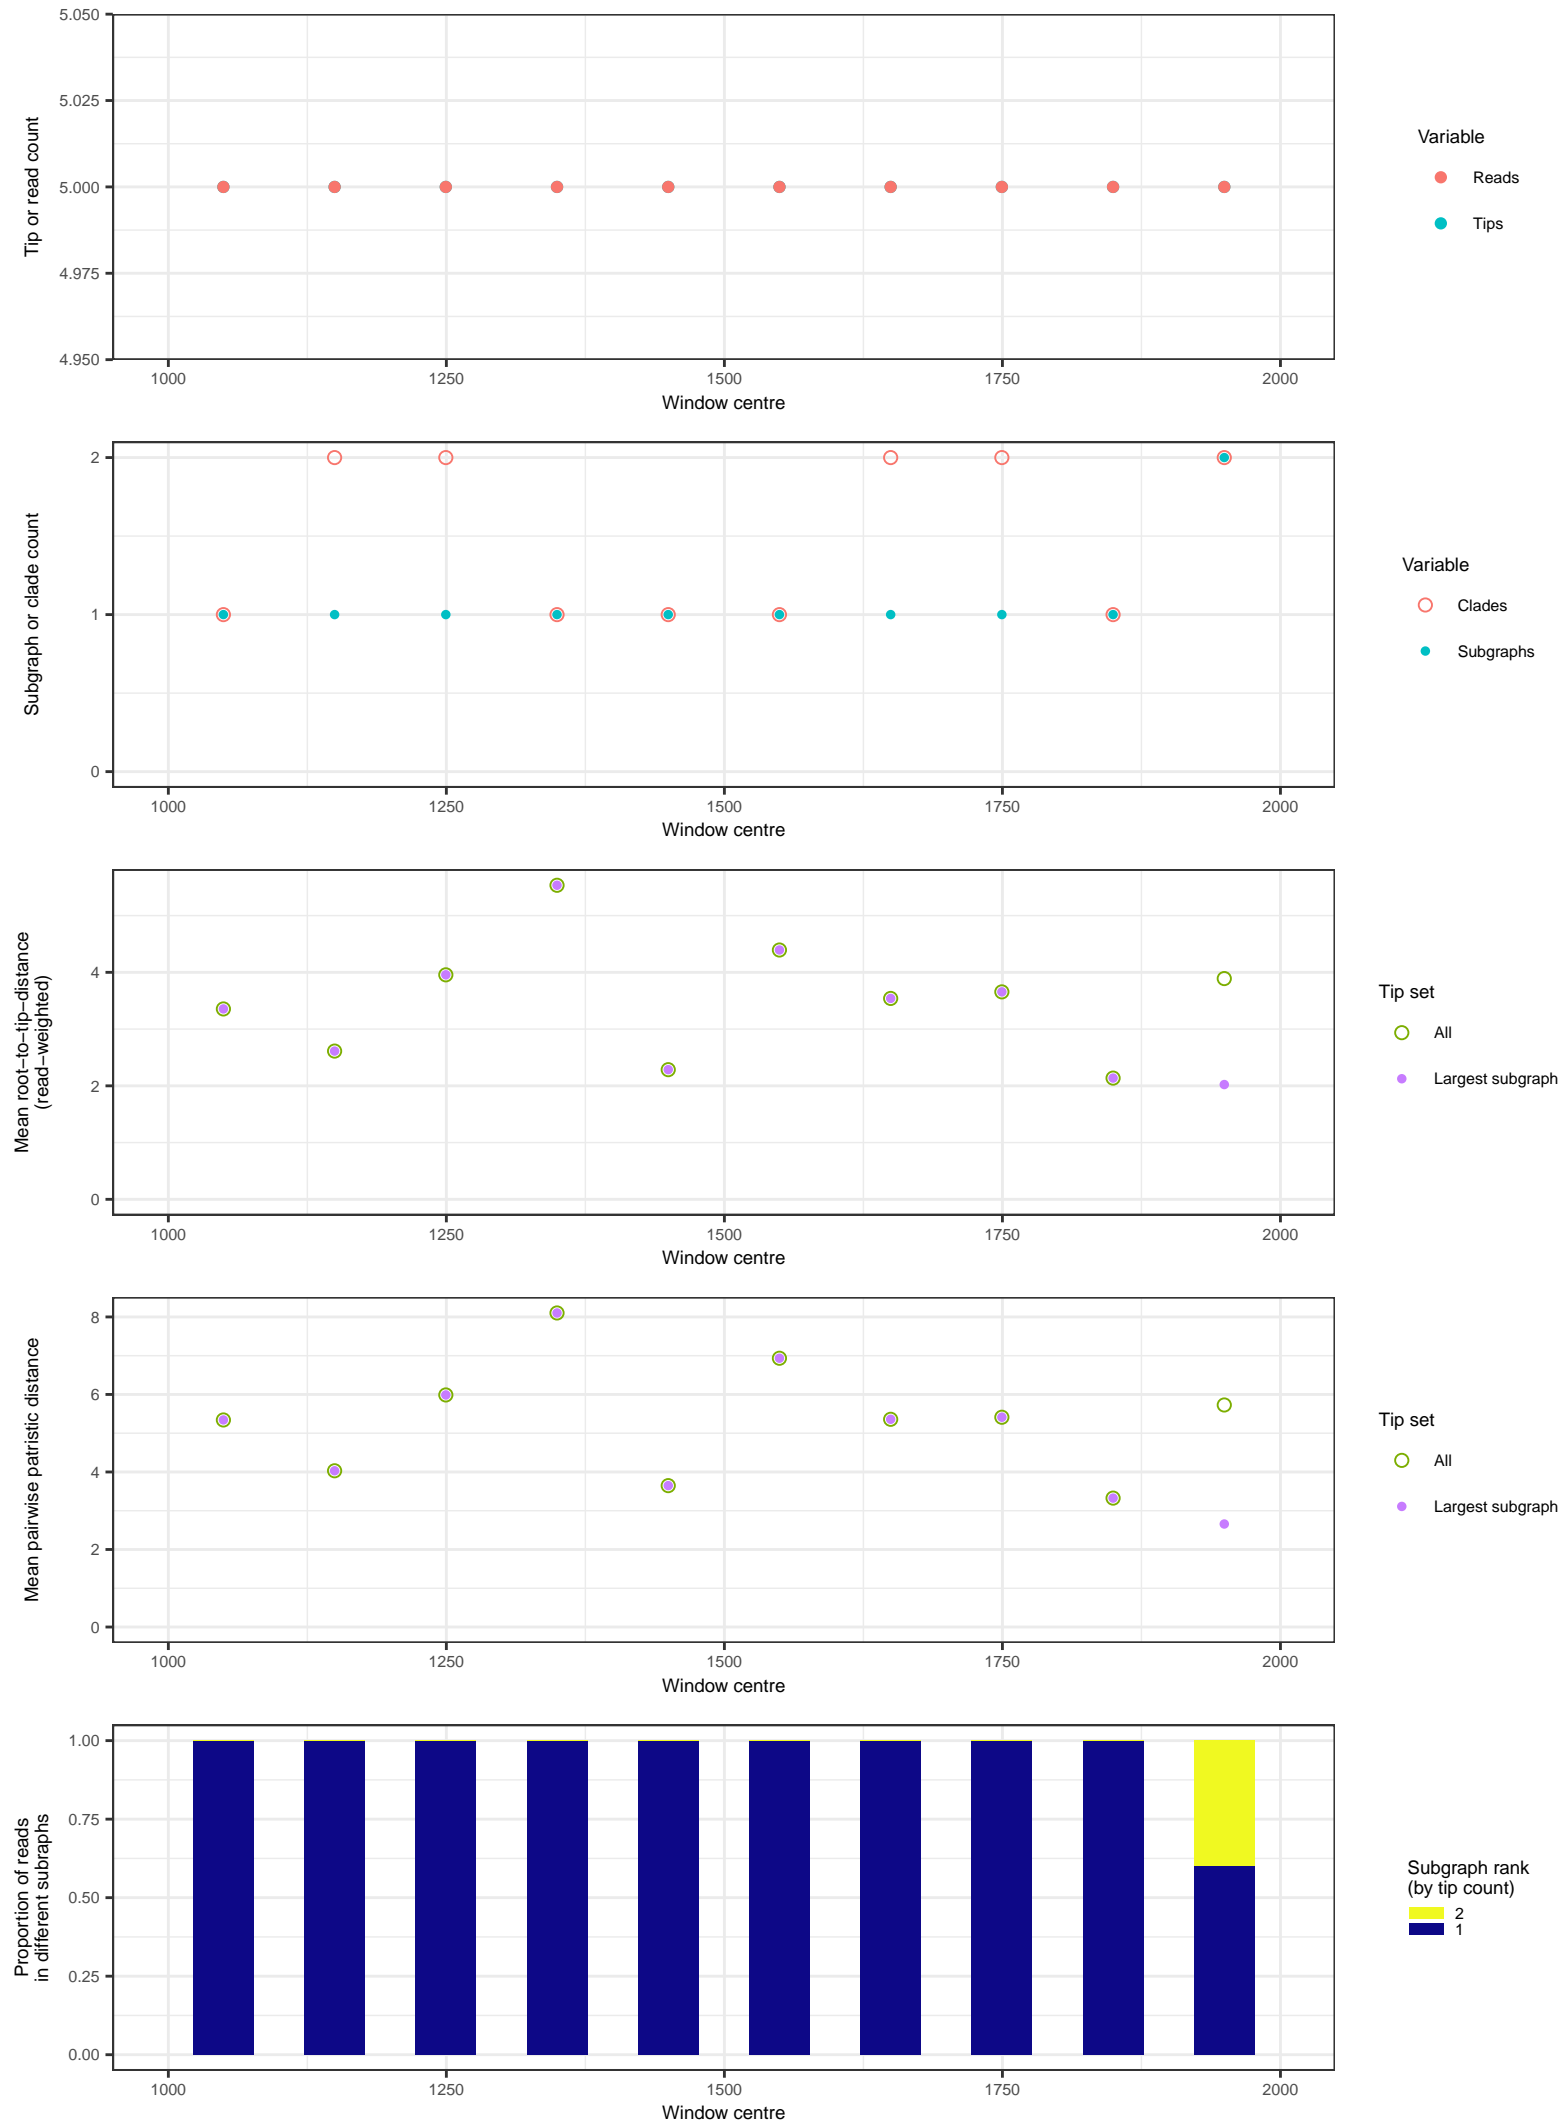 5.050
5.025
5.000
4.975
4.950
Tip or read count
1000 1250 1500 1750 2000
Window centre
Variable
Reads
Tips
2
1
0
Subgraph or clade count
1000 1250 1500 1750 2000
Window centre
Variable
Clades
Subgraphs
4
2
0
Mean root−to−tip−distance
(read−weighted)
1000 1250 1500 1750 2000
Window centre
Tip set
All
Largest subgraph
8
6
4
2
0
Mean pairwise patristic distance
1000 1250 1500 1750 2000
Window centre
Tip set
All
Largest subgraph
1.00
0.75
0.50
0.25
0.00
Proportion of reads
in different subraphs
1000 1250 1500 1750 2000
Window centre
Subgraph rank
(by tip count)
2
1